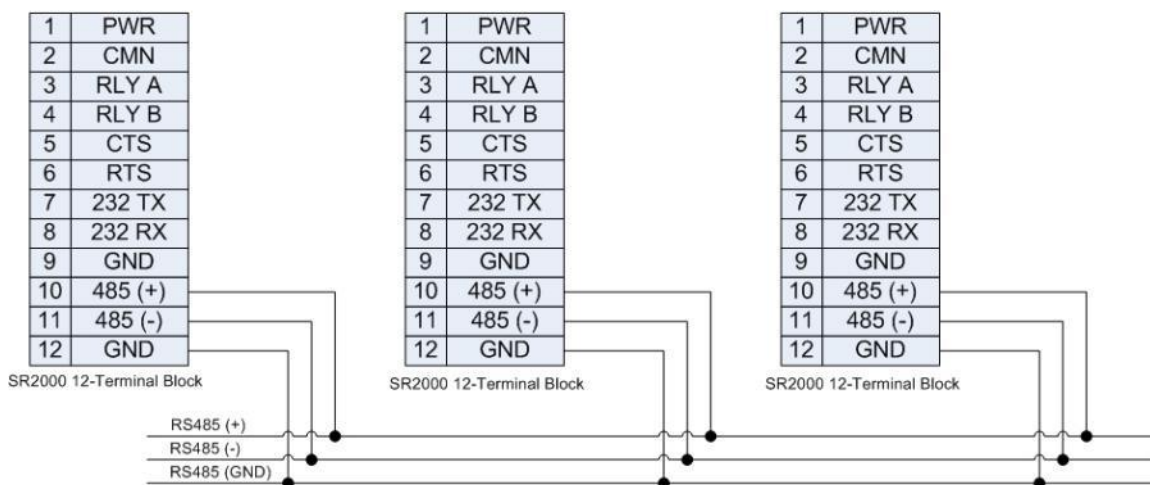 1 PWR
2 CMN
3 RLY A
4 RLY B
5 CTS
6 RTS
7 232 TX
8 232 RX
9 GND
10 485 (+)
11 485 (-)
12 GND
SR2000 12-Terminal Block
1 PWR
2 CMN
3 RLY A
4 RLY B
5 CTS
6 RTS
7 232 TX
8 232 RX
9 GND
10 485 (+)
11 485 (-)
12 GND
SR2000 12-Terminal Block
1 PWR
2 CMN
3 RLY A
4 RLY B
5 CTS
6 RTS
7 232 TX
8 232 RX
9 GND
10 485 (+)
11 485 (-)
12 GND
SR2000 12-Terminal Block
RS485 (+)
RS485 (-)
RS485 (GND)